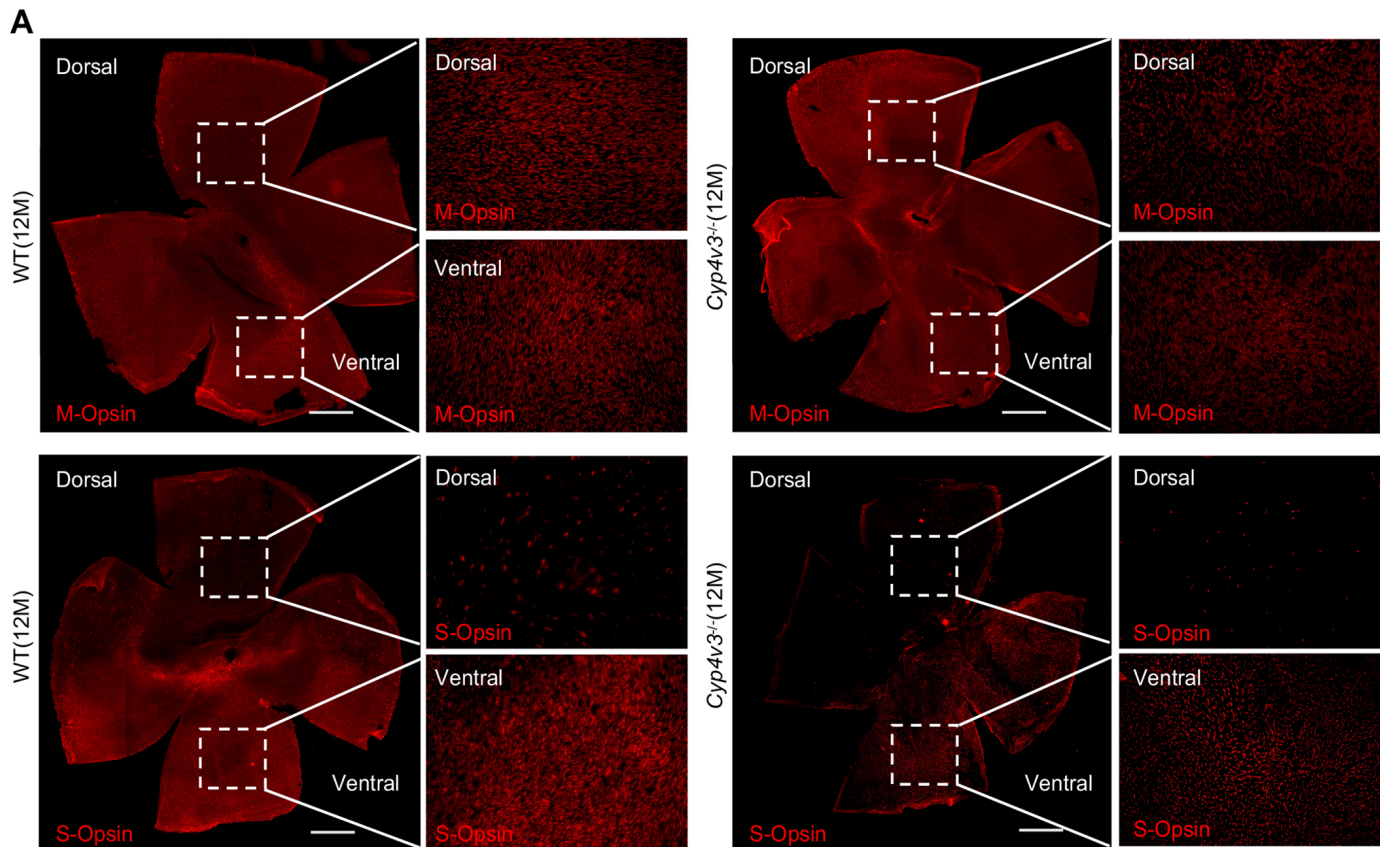 A
Dorsal
WT(12M)
Ventral
M-Opsin
Dorsal
M-Opsin
Ventral
M-Opsin
Dorsal
Cyp4v3-/-(12M)
Ventral
M-Opsin
Dorsal
M-Opsin
Ventral
M-Opsin
Dorsal
WT(12M)
Ventral
S-Opsin
Dorsal
S-Opsin
Ventral
S-Opsin
Dorsal
Cyp4v3-/-(12M)
Ventral
S-Opsin
Dorsal
S-Opsin
Ventral
S-Opsin